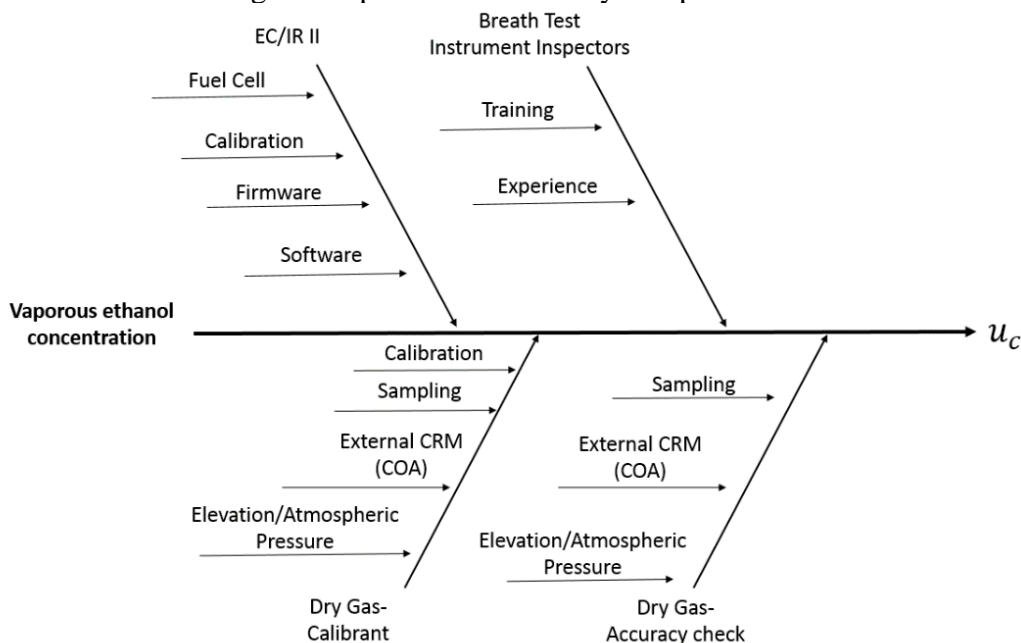 EC/IR II
Breath Test
Instrument Inspectors
Fuel Cell
Training
Calibration
Experience
Firmware
Software
Vaporous ethanol
concentration
u_c
Calibration
Sampling
Sampling
External CRM
(COA)
External CRM
(COA)
Elevation/Atmospheric
Pressure
Elevation/Atmospheric
Pressure
Dry Gas-
Calibrant
Dry Gas-
Accuracy check